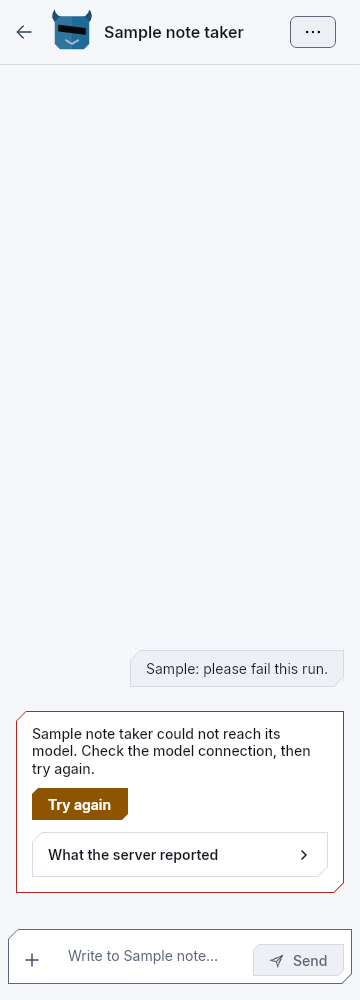 Sample note taker
Sample: please fail this run.
Sample note taker could not reach its
model. Check the model connection, then
try again.
Try again
What the server reported
Write to Sample note...
Send